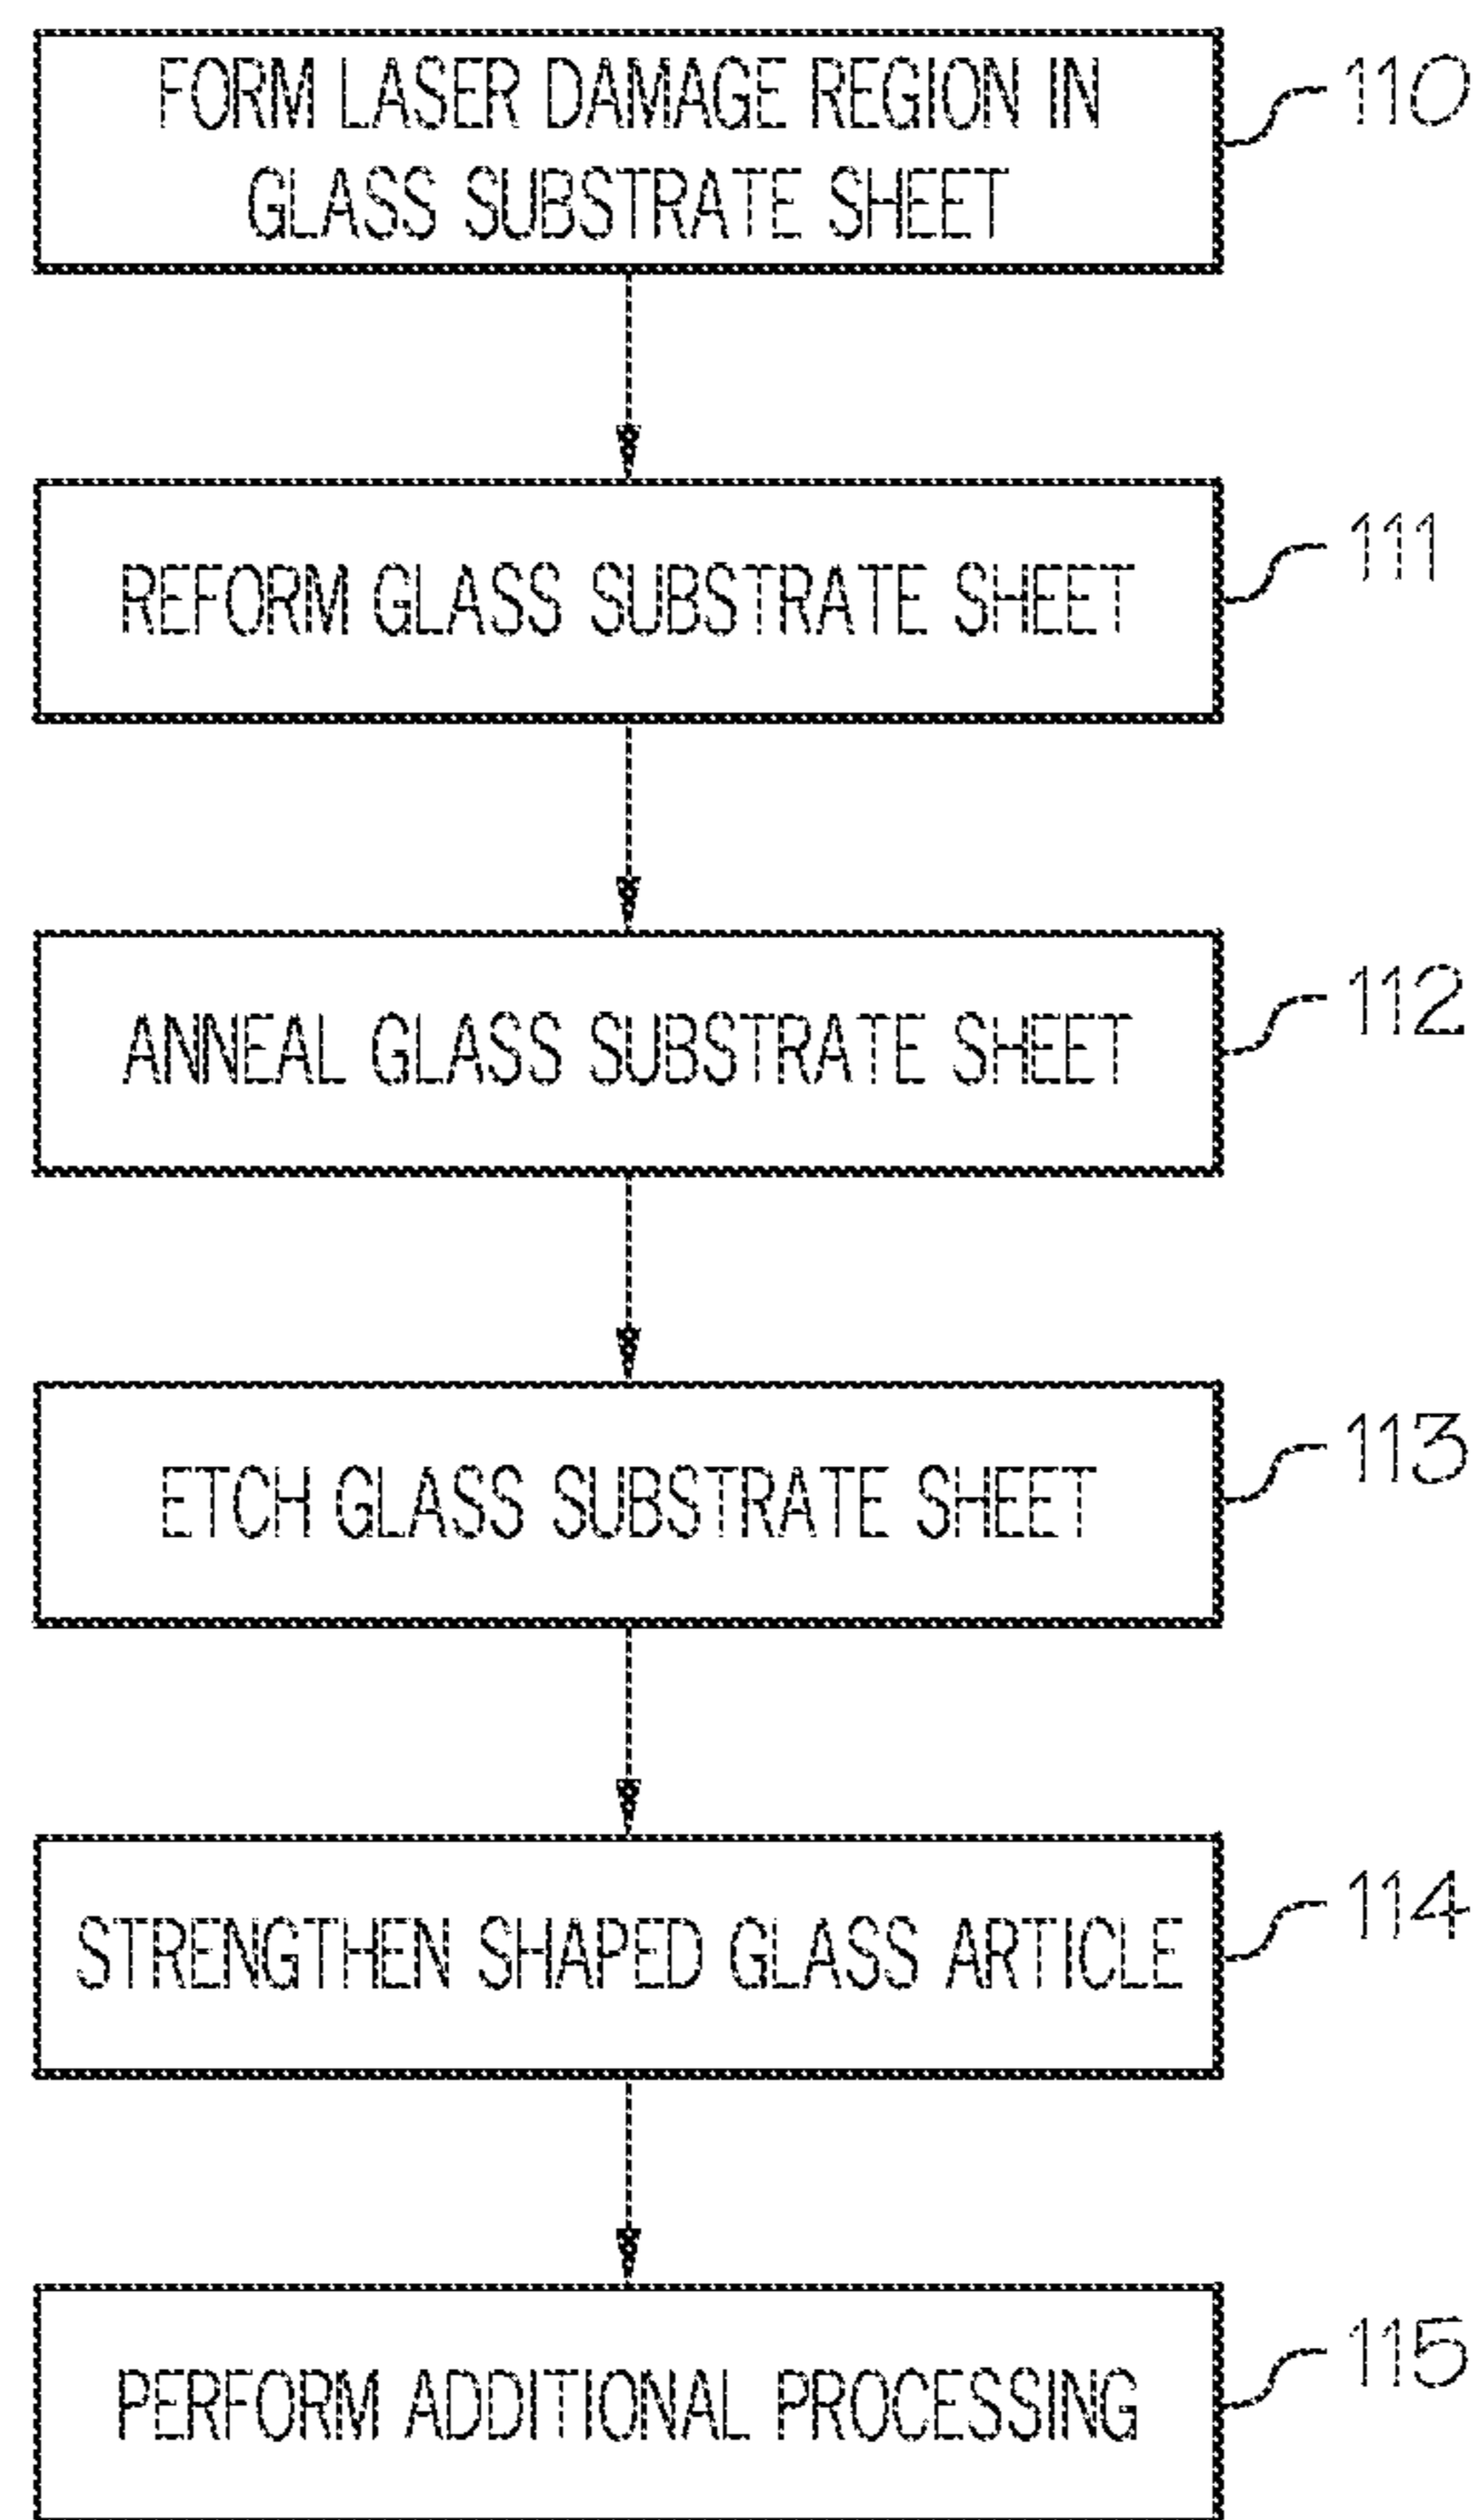 FORM LASER DAMAGE REGION IN
GLASS SUBSTRATE SHEET
110
REFORM GLASS SUBSTRATE SHEET
111
ANNEAL GLASS SUBSTRATE SHEET
112
ETCH GLASS SUBSTRATE SHEET
113
STRENGTHEN SHAPED GLASS ARTICLE
114
PERFORM ADDITIONAL PROCESSING
115